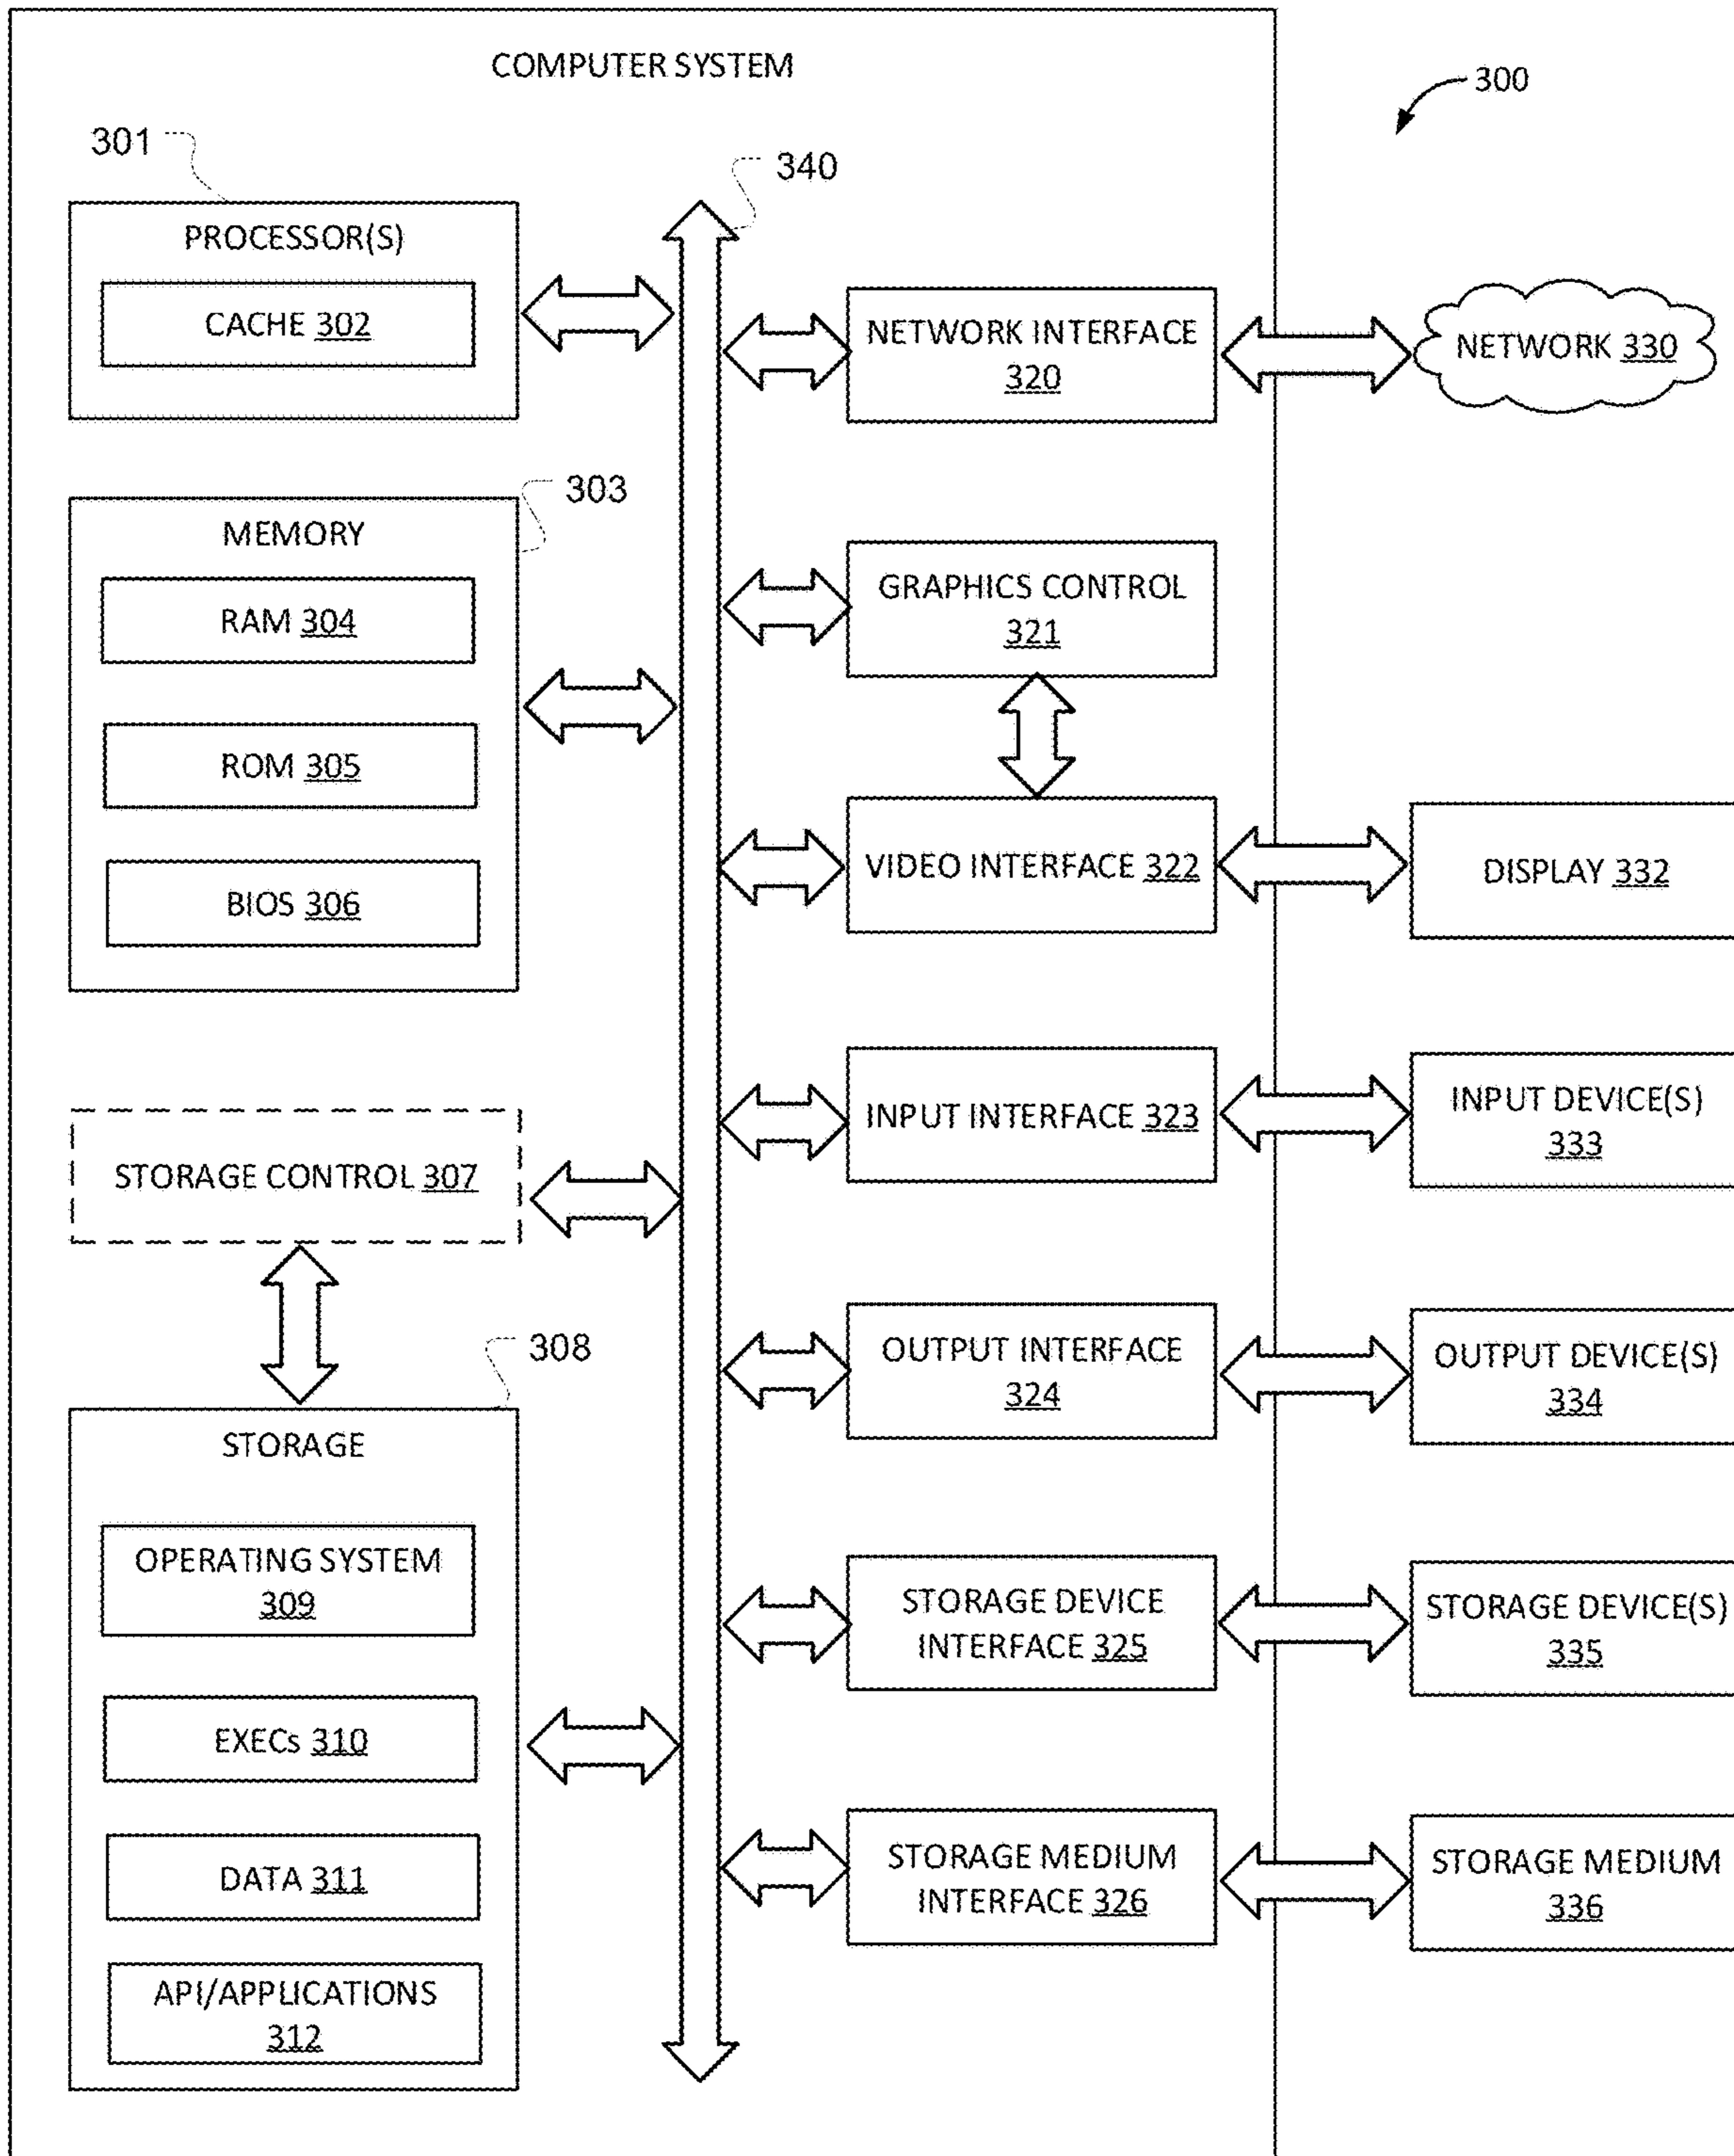 COMPUTER SYSTEM
300
301
340
PROCESSOR(S)
CACHE 302
NETWORK INTERFACE
320
NETWORK 330
303
MEMORY
RAM 304
ROM 305
BIOS 306
GRAPHICS CONTROL
321
VIDEO INTERFACE 322
DISPLAY 332
INPUT INTERFACE 323
INPUT DEVICE(S)
333
STORAGE CONTROL 307
OUTPUT INTERFACE
324
OUTPUT DEVICE(S)
334
308
STORAGE
OPERATING SYSTEM
309
EXECs 310
DATA 311
API/APPLICATIONS
312
STORAGE DEVICE
INTERFACE 325
STORAGE DEVICE(S)
335
STORAGE MEDIUM
INTERFACE 326
STORAGE MEDIUM
336